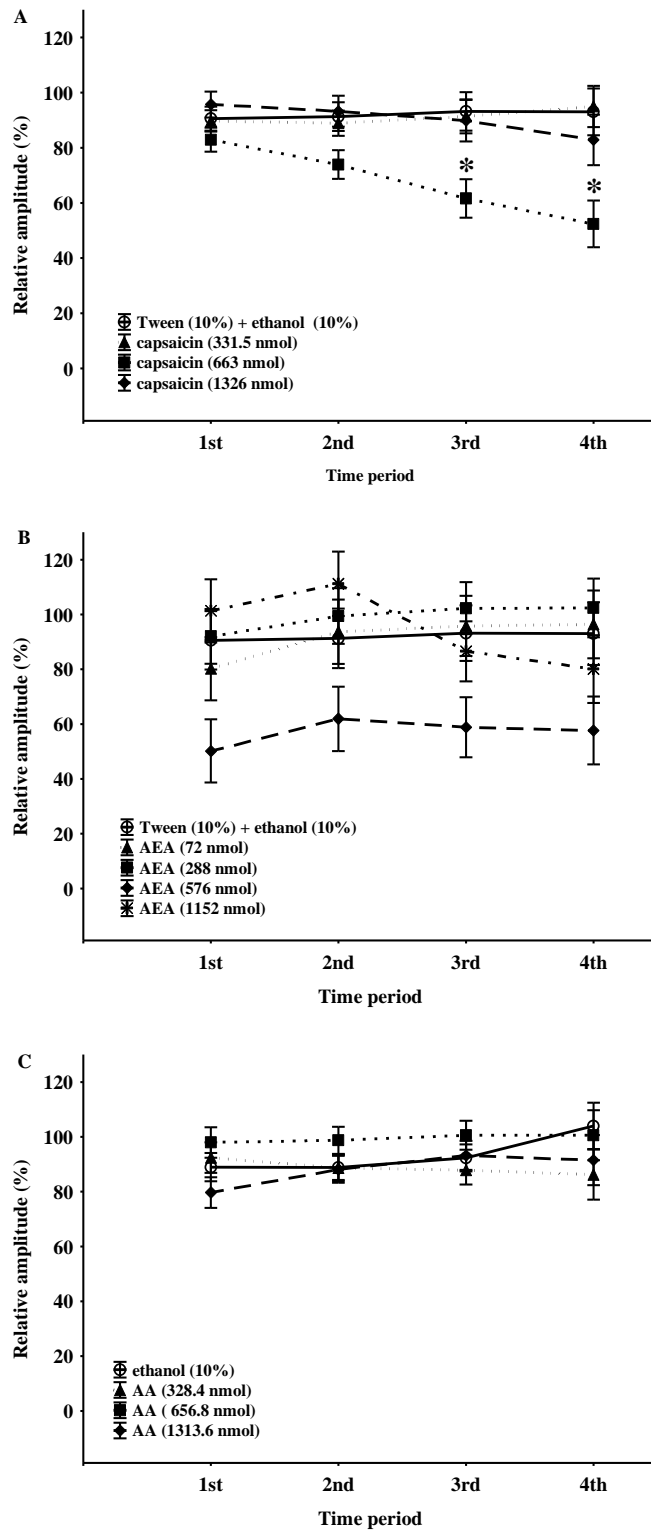 A
120
100
80
60
40
20
0
Relative amplitude (%)
*
*
Tween (10%) + ethanol (10%)
capsaicin (331.5 nmol)
capsaicin (663 nmol)
capsaicin (1326 nmol)
1st 2nd 3rd 4th
Time period
B
120
100
80
60
40
20
0
Relative amplitude (%)
Tween (10%) + ethanol (10%)
AEA (72 nmol)
AEA (288 nmol)
AEA (576 nmol)
AEA (1152 nmol)
1st 2nd 3rd 4th
Time period
C
120
100
80
60
40
20
0
Relative amplitude (%)
ethanol (10%)
AA (328.4 nmol)
AA ( 656.8 nmol)
AA (1313.6 nmol)
1st 2nd 3rd 4th
Time period